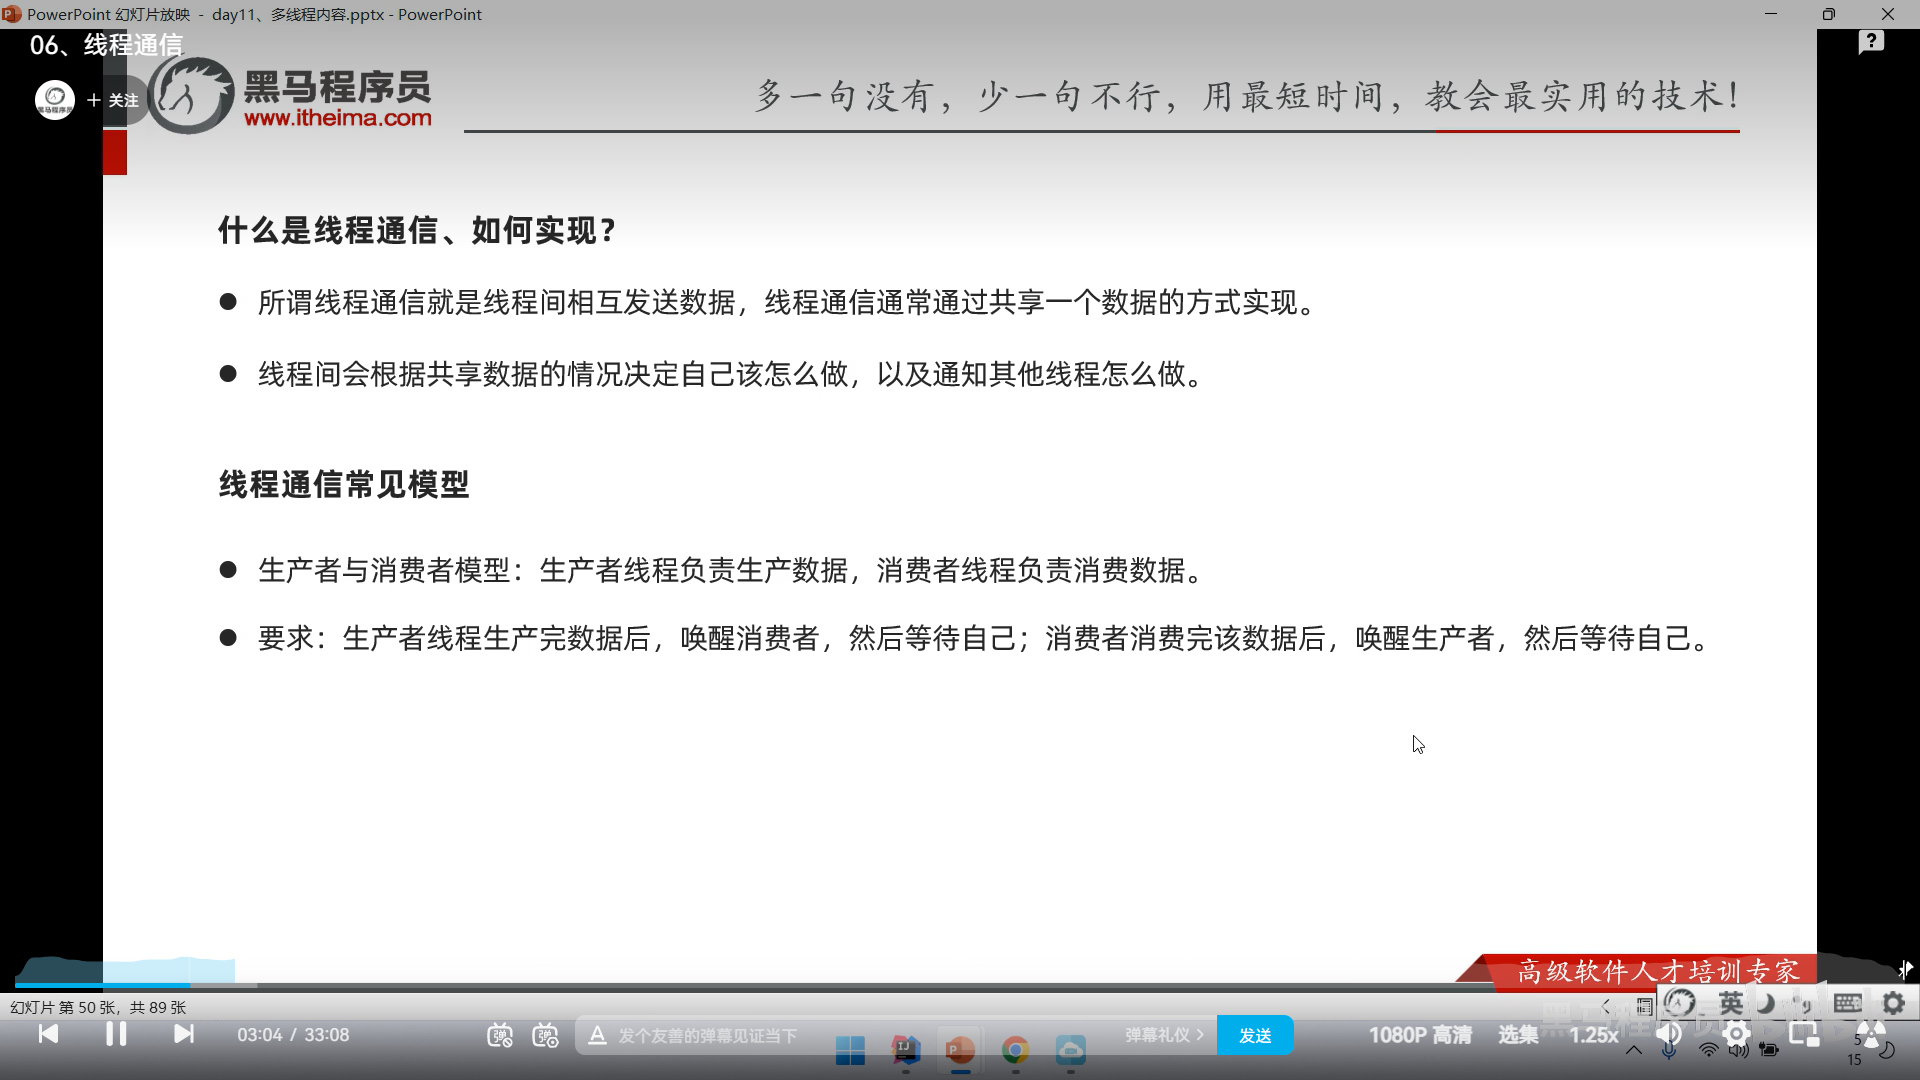 PowerPoint 幻灯片放映 - day11、多线程内容.pptx - PowerPoint
06、线程通信
+ 关注
黑马程序员
www.itheima.com
多一句没有，少一句不行，用最短时间，教会最实用的技术！
什么是线程通信、如何实现？
● 所谓线程通信就是线程间相互发送数据，线程通信通常通过共享一个数据的方式实现。
● 线程间会根据共享数据的情况决定自己该怎么做，以及通知其他线程怎么做。
线程通信常见模型
● 生产者与消费者模型：生产者线程负责生产数据，消费者线程负责消费数据。
● 要求：生产者线程生产完数据后，唤醒消费者，然后等待自己；消费者消费完该数据后，唤醒生产者，然后等待自己。
高级软件人才培训专家
幻灯片 第 50 张，共 89 张
英
03:04 / 33:08
弹
弹
A 发个友善的弹幕见证当下
弹幕礼仪 >
发送
1080P 高清
选集
1.25x
5
15